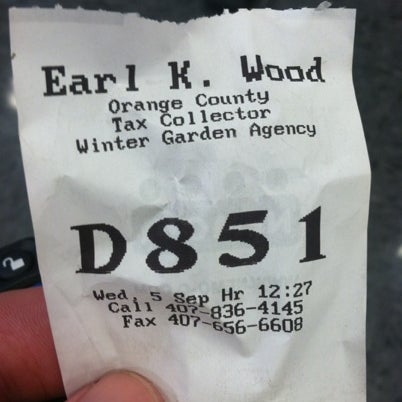 Earl K. Wood
Orange County
Tax Collector
Winter Garden Agency
D851
Wed, 5 Sep Hr 12:27
Call 407-836-4145
Fax 407-656-6608